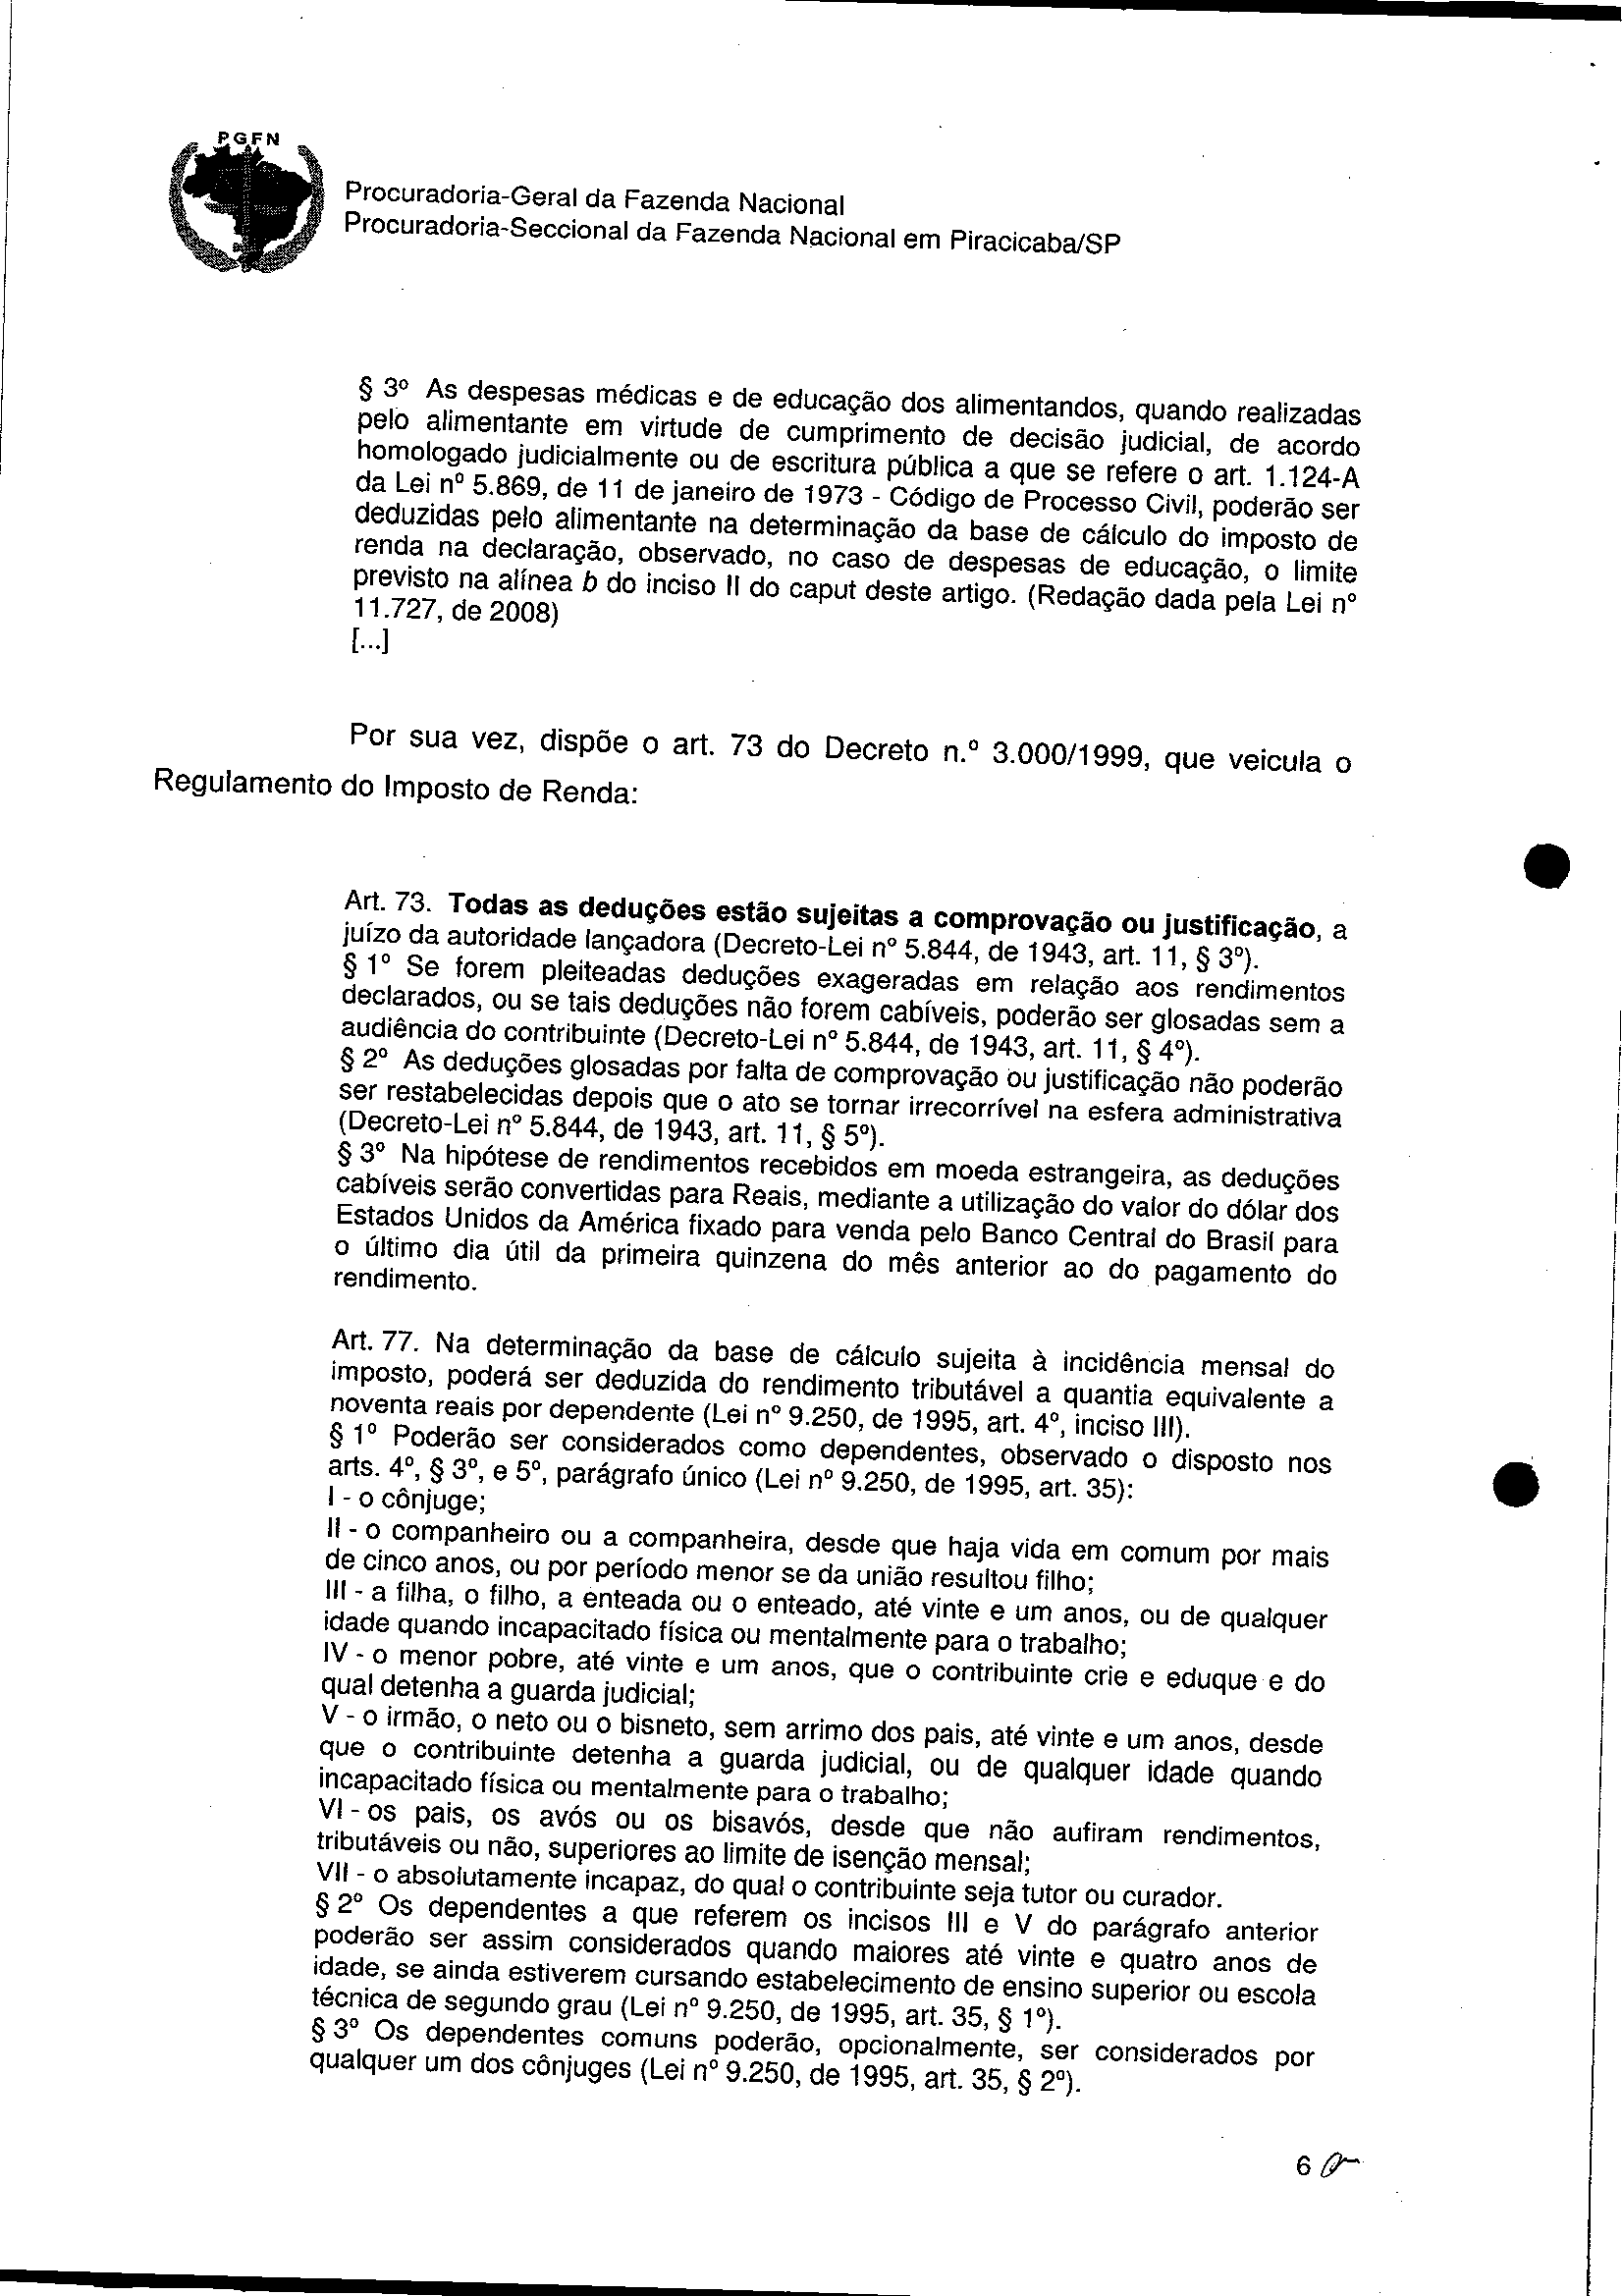 PGFN
Procuradoria-Geral da Fazenda Nacional
Procuradoria-Seccional da Fazenda Nacional em Piracicaba/SP
§ 3º As despesas médicas e de educação dos alimentandos, quando realizadas
pelo alimentante em virtude de cumprimento de decisão judicial, de acordo
homologado judicialmente ou de escritura pública a que se refere o art. 1.124-A
da Lei nº 5.869, de 11 de janeiro de 1973 - Código de Processo Civil, poderão ser
deduzidas pelo alimentante na determinação da base de cálculo do imposto de
renda na declaração, observado, no caso de despesas de educação, o limite
previsto na alínea b do inciso II do caput deste artigo. (Redação dada pela Lei nº
11.727, de 2008)
[...]
Por sua vez, dispõe o art. 73 do Decreto n.º 3.000/1999, que veicula o
Regulamento do Imposto de Renda:
Art. 73. Todas as deduções estão sujeitas a comprovação ou justificação, a
juízo da autoridade lançadora (Decreto-Lei nº 5.844, de 1943, art. 11, § 3º).
§ 1º Se forem pleiteadas deduções exageradas em relação aos rendimentos
declarados, ou se tais deduções não forem cabíveis, poderão ser glosadas sem a
audiência do contribuinte (Decreto-Lei nº 5.844, de 1943, art. 11, § 4º).
§ 2º As deduções glosadas por falta de comprovação ou justificação não poderão
ser restabelecidas depois que o ato se tornar irrecorrível na esfera administrativa
(Decreto-Lei nº 5.844, de 1943, art. 11, § 5º).
§ 3º Na hipótese de rendimentos recebidos em moeda estrangeira, as deduções
cabíveis serão convertidas para Reais, mediante a utilização do valor do dólar dos
Estados Unidos da América fixado para venda pelo Banco Central do Brasil para
o último dia útil da primeira quinzena do mês anterior ao do pagamento do
rendimento.
Art. 77. Na determinação da base de cálculo sujeita à incidência mensal do
imposto, poderá ser deduzida do rendimento tributável a quantia equivalente a
noventa reais por dependente (Lei nº 9.250, de 1995, art. 4º, inciso III).
§ 1º Poderão ser considerados como dependentes, observado o disposto nos
arts. 4º, § 3º, e 5º, parágrafo único (Lei nº 9.250, de 1995, art. 35):
I - o cônjuge;
II - o companheiro ou a companheira, desde que haja vida em comum por mais
de cinco anos, ou por período menor se da união resultou filho;
III - a filha, o filho, a enteada ou o enteado, até vinte e um anos, ou de qualquer
idade quando incapacitado física ou mentalmente para o trabalho;
IV - o menor pobre, até vinte e um anos, que o contribuinte crie e eduque e do
qual detenha a guarda judicial;
V - o irmão, o neto ou o bisneto, sem arrimo dos pais, até vinte e um anos, desde
que o contribuinte detenha a guarda judicial, ou de qualquer idade quando
incapacitado física ou mentalmente para o trabalho;
VI - os pais, os avós ou os bisavós, desde que não aufiram rendimentos,
tributáveis ou não, superiores ao limite de isenção mensal;
VII - o absolutamente incapaz, do qual o contribuinte seja tutor ou curador.
§ 2º Os dependentes a que referem os incisos III e V do parágrafo anterior
poderão ser assim considerados quando maiores até vinte e quatro anos de
idade, se ainda estiverem cursando estabelecimento de ensino superior ou escola
técnica de segundo grau (Lei nº 9.250, de 1995, art. 35, § 1º).
§ 3º Os dependentes comuns poderão, opcionalmente, ser considerados por
qualquer um dos cônjuges (Lei nº 9.250, de 1995, art. 35, § 2º).
6